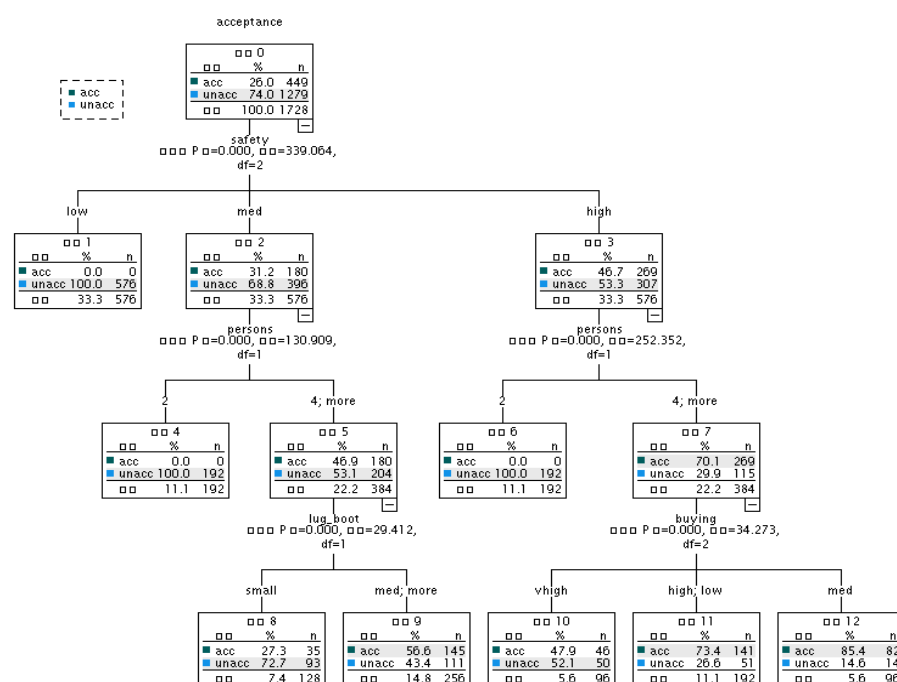 acceptance
0
% n
acc 26.0 449
unacc 74.0 1279
100.0 1728
acc
unacc
safety
P =0.000, =339.064,
df=2
low
med
high
1
% n
acc 0.0 0
unacc 100.0 576
33.3 576
2
% n
acc 31.2 180
unacc 68.8 396
33.3 576
3
% n
acc 46.7 269
unacc 53.3 307
33.3 576
persons
P =0.000, =130.909,
df=1
persons
P =0.000, =252.352,
df=1
2
4; more
2
4; more
4
% n
acc 0.0 0
unacc 100.0 192
11.1 192
5
% n
acc 46.9 180
unacc 53.1 204
22.2 384
6
% n
acc 0.0 0
unacc 100.0 192
11.1 192
7
% n
acc 70.1 269
unacc 29.9 115
22.2 384
lug_boot
P =0.000, =29.412,
df=1
buying
P =0.000, =34.273,
df=2
small
med; more
vhigh
high; low
med
8
% n
acc 27.3 35
unacc 72.7 93
7.4 128
9
% n
acc 56.6 145
unacc 43.4 111
14.8 256
10
% n
acc 47.9 46
unacc 52.1 50
5.6 96
11
% n
acc 73.4 141
unacc 26.6 51
11.1 192
12
% n
acc 85.4 82
unacc 14.6 14
5.6 96